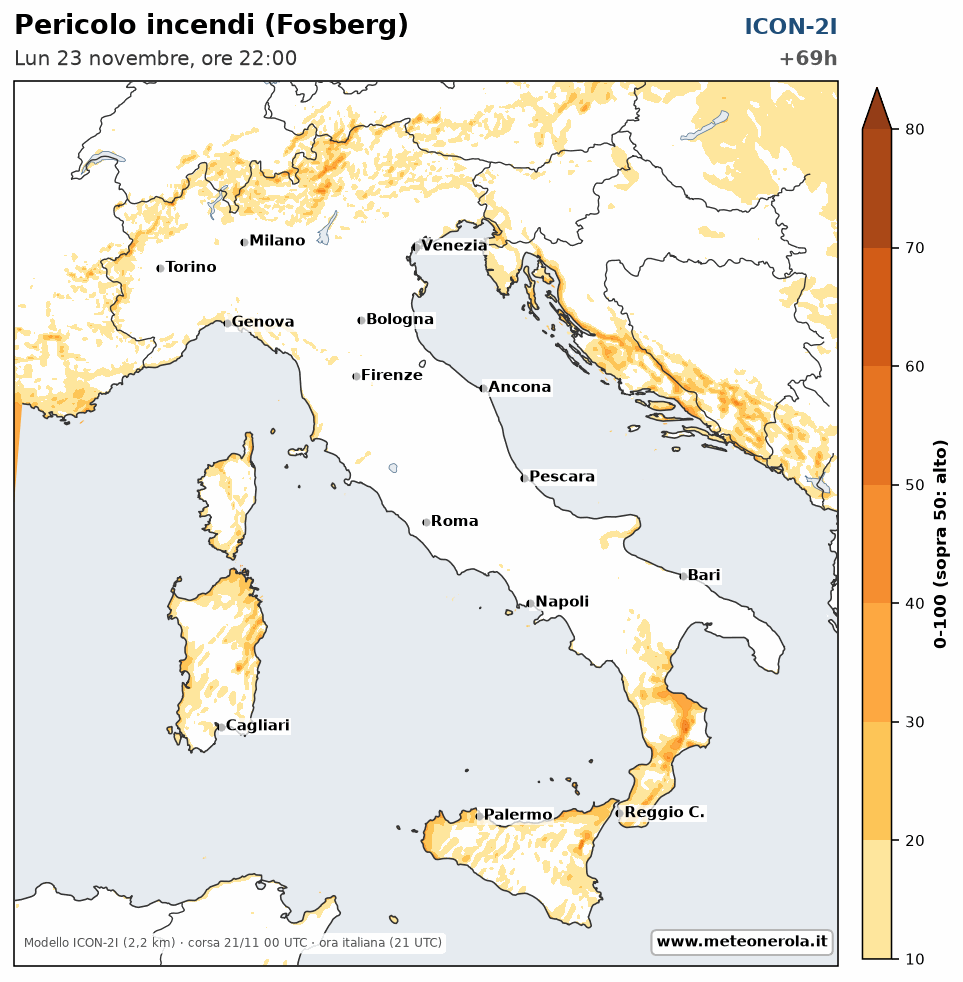 Pericolo incendi (Fosberg)
ICON-2I
Lun 23 novembre, ore 22:00
+69h
Milano
Venezia
Torino
Genova
Bologna
Firenze
Ancona
Pescara
Roma
Bari
Napoli
Cagliari
Palermo
Reggio C.
80
70
60
50
40
30
20
10
0-100 (sopra 50: alto)
Modello ICON-2I (2,2 km) · corsa 21/11 00 UTC · ora italiana (21 UTC)
www.meteonerola.it